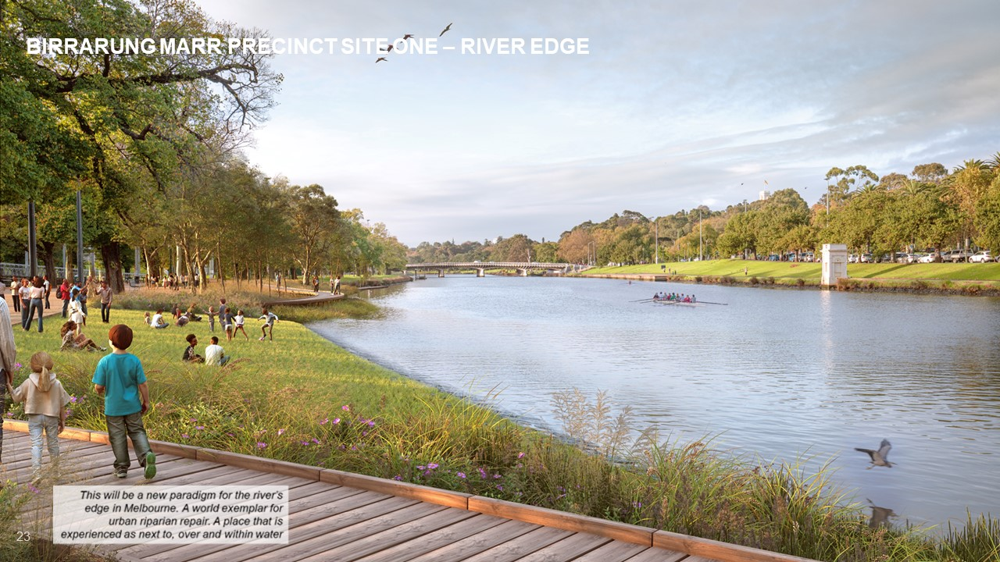 BIRRARUNG MARR PRECINCT SITE ONE – RIVER EDGE
This will be a new paradigm for the river's
edge in Melbourne. A world exemplar for
urban riparian repair. A place that is
experienced as next to, over and within water
23